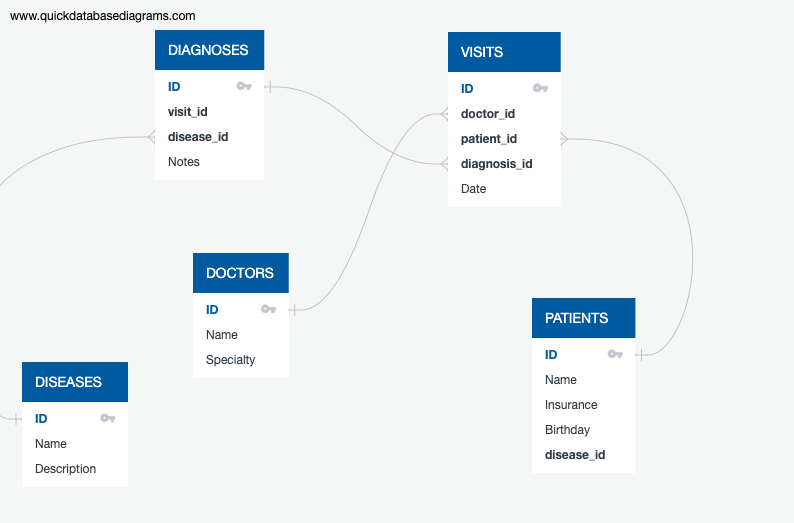 www.quickdatabasediagrams.com
DIAGNOSES
ID
visit_id
disease_id
Notes
VISITS
ID
doctor_id
patient_id
diagnosis_id
Date
DOCTORS
ID
Name
Specialty
PATIENTS
ID
Name
Insurance
Birthday
disease_id
DISEASES
ID
Name
Description